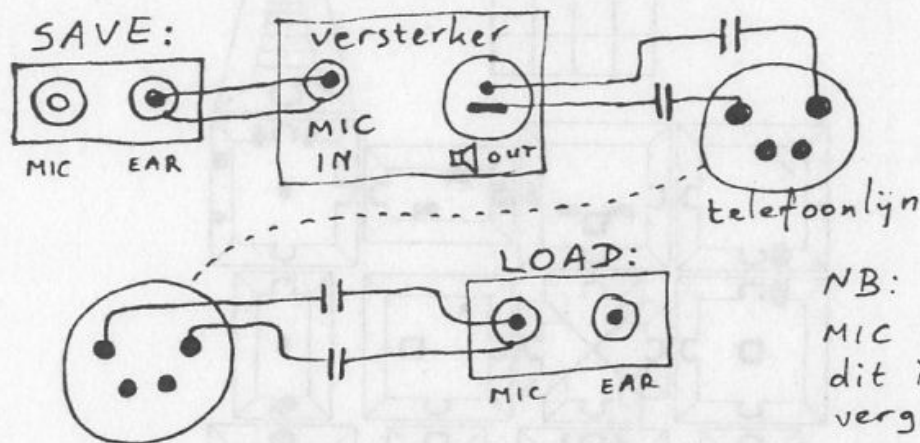 SAVE:
versterker
MIC EAR
MIC
IN
OUT
telefoonlijn
LOAD:
MIC EAR
NB:
MIC
dit
verg